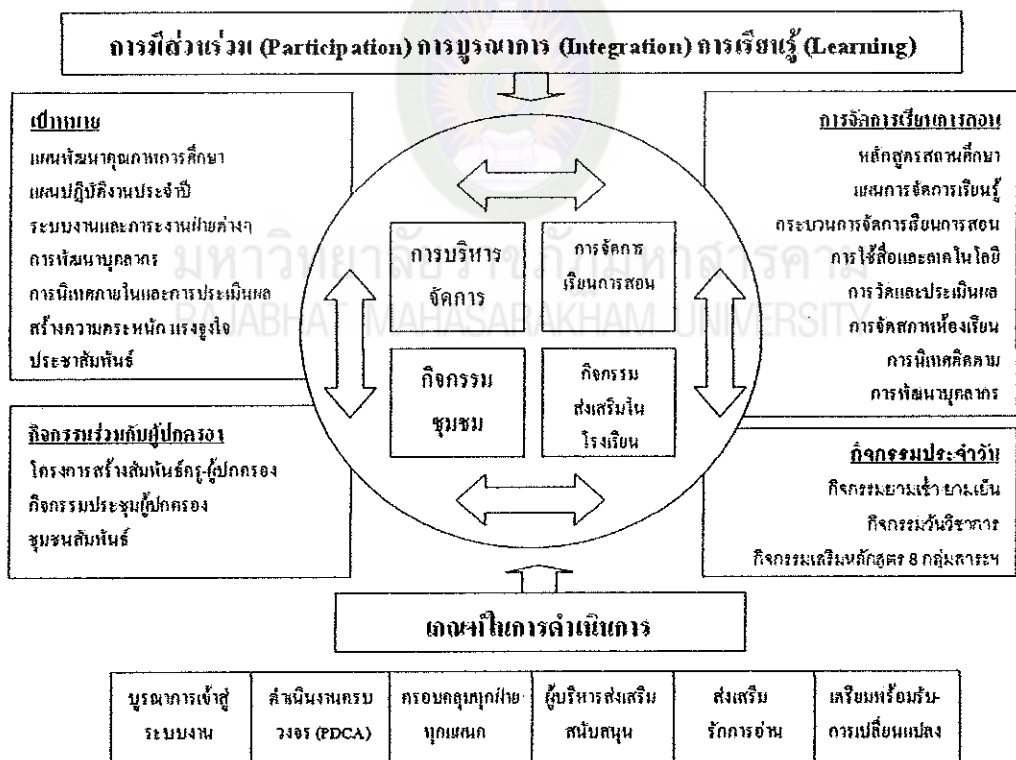 การมีส่วนร่วม (Participation) การบูรณาการ (Integration) การเรียนรู้ (Learning)
เป้าหมาย
แผนพัฒนาคุณภาพการศึกษา
แผนปฏิบัติงานประจำปี
ระบบงานและภาระงานฝ่ายต่างๆ
การพัฒนาบุคลากร
การนิเทศภายในและการประเมินผล
สร้างความตระหนัก แรงจูงใจ
ประชาสัมพันธ์
กิจกรรมร่วมกับผู้ปกครอง
โครงการสร้างสัมพันธ์ครู-ผู้ปกครอง
กิจกรรมประชุมผู้ปกครอง
ชุมชนสัมพันธ์
การบริหาร
จัดการ
การจัดการ
เรียนการสอน
กิจกรรม
ชุมชม
กิจกรรม
ส่งเสริมใน
โรงเรียน
การจัดการเรียนการสอน
หลักสูตรสถานศึกษา
แผนการจัดการเรียนรู้
กระบวนการจัดการเรียนการสอน
การใช้สื่อและเทคโนโลยี
การวัดและประเมินผล
การจัดสภาพห้องเรียน
การนิเทศติดตาม
การพัฒนาบุคลากร
กิจกรรมประจำวัน
กิจกรรมยามเช้า ยามเย็น
กิจกรรมวันวิชาการ
กิจกรรมเสริมหลักสูตร 8 กลุ่มสาระฯ
มหาวิทยาลัยราชภัฏมหาสารคาม
RAJABHAT MAHASARAKHAM UNIVERSITY
เกณฑ์ในการดำเนินการ
บูรณาการเข้าสู่
ระบบงาน
ดำเนินงานครบ
วงจร (PDCA)
ครอบคลุมทุกฝ่าย
ทุกแผนก
ผู้บริหารส่งเสริม
สนับสนุน
ส่งเสริม
รักการอ่าน
เตรียมพร้อมรับ-
การเปลี่ยนแปลง